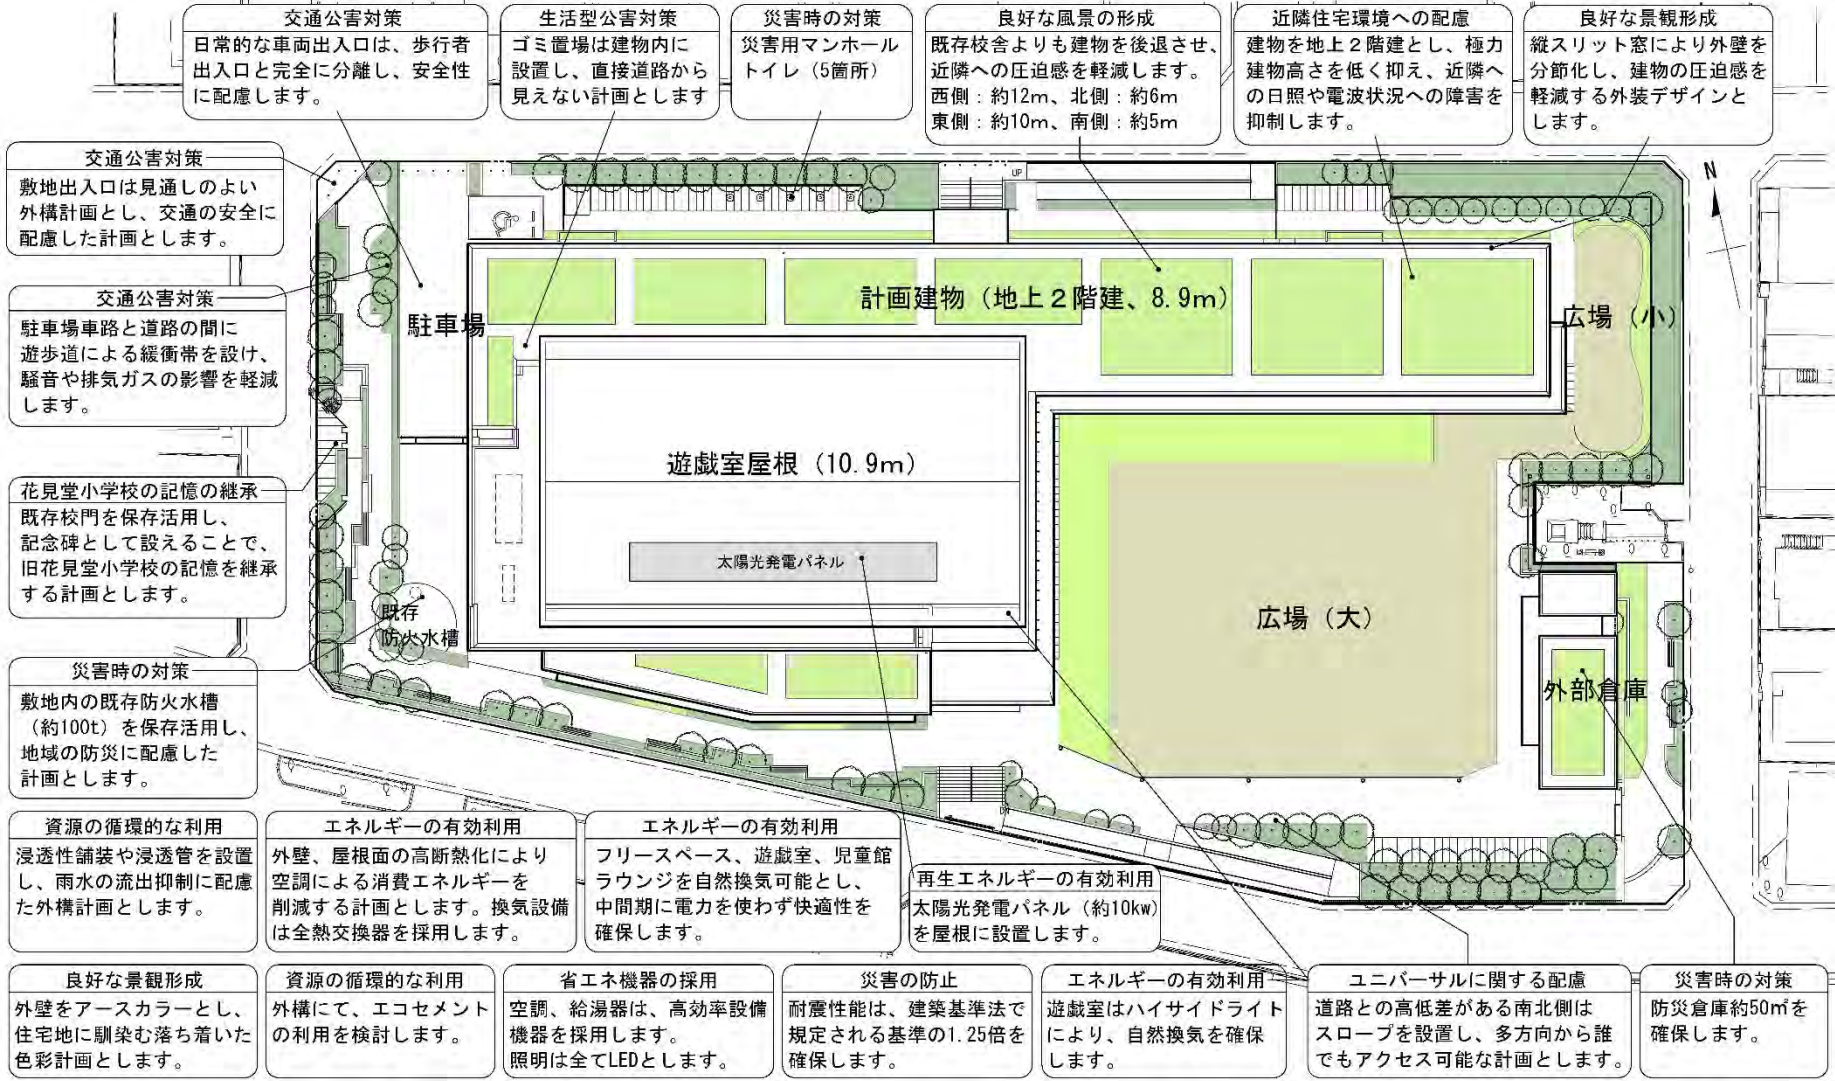 交通公害対策
日常的な車両出入口は、歩行者
出入口と完全に分離し、安全性
に配慮します。
生活型公害対策
ゴミ置場は建物内に
設置し、直接道路から
見えない計画とします
災害時の対策
災害用マンホール
トイレ（5箇所）
良好な風景の形成
既存校舎よりも建物を後退させ、
近隣への圧迫感を軽減します。
西側：約12m、北側：約6m
東側：約10m、南側：約5m
近隣住宅環境への配慮
建物を地上２階建とし、極力
建物高さを低く抑え、近隣へ
の日照や電波状況への障害を
抑制します。
良好な景観形成
縦スリット窓により外壁を
分節化し、建物の圧迫感を
軽減する外装デザインと
します。
交通公害対策
敷地出入口は見通しのよい
外構計画とし、交通の安全に
配慮した計画とします。
交通公害対策
駐車場車路と道路の間に
遊歩道による緩衝帯を設け、
騒音や排気ガスの影響を軽減
します。
花見堂小学校の記憶の継承
既存校門を保存活用し、
記念碑として設えることで、
旧花見堂小学校の記憶を継承
する計画とします。
災害時の対策
敷地内の既存防火水槽
（約100t）を保存活用し、
地域の防災に配慮した
計画とします。
UP
N
計画建物（地上２階建、8.9m）
駐車場
広場（小）
遊戯室屋根（10.9m）
太陽光発電パネル
既存
防火水槽
広場（大）
外部倉庫
資源の循環的な利用
浸透性舗装や浸透管を設置
し、雨水の流出抑制に配慮
た外構計画とします。
エネルギーの有効利用
外壁、屋根面の高断熱化により
空調による消費エネルギーを
削減する計画とします。換気設備
は全熱交換器を採用します。
エネルギーの有効利用
フリースペース、遊戯室、児童館
ラウンジを自然換気可能とし、
中間期に電力を使わず快適性を
確保します。
再生エネルギーの有効利用
太陽光発電パネル（約10kw)
を屋根に設置します。
良好な景観形成
外壁をアースカラーとし、
住宅地に馴染む落ち着いた
色彩計画とします。
資源の循環的な利用
外構にて、エコセメント
の利用を検討します。
省エネ機器の採用
空調、給湯器は、高効率設備
機器を採用します。
照明は全てLEDとします。
災害の防止
耐震性能は、建築基準法で
規定される基準の1.25倍を
確保します。
エネルギーの有効利用
遊戯室はハイサイドライト
により、自然換気を確保
します。
ユニバーサルに関する配慮
道路との高低差がある南北側は
スロープを設置し、多方向から誰
でもアクセス可能な計画とします。
災害時の対策
防災倉庫約50㎡を
確保します。